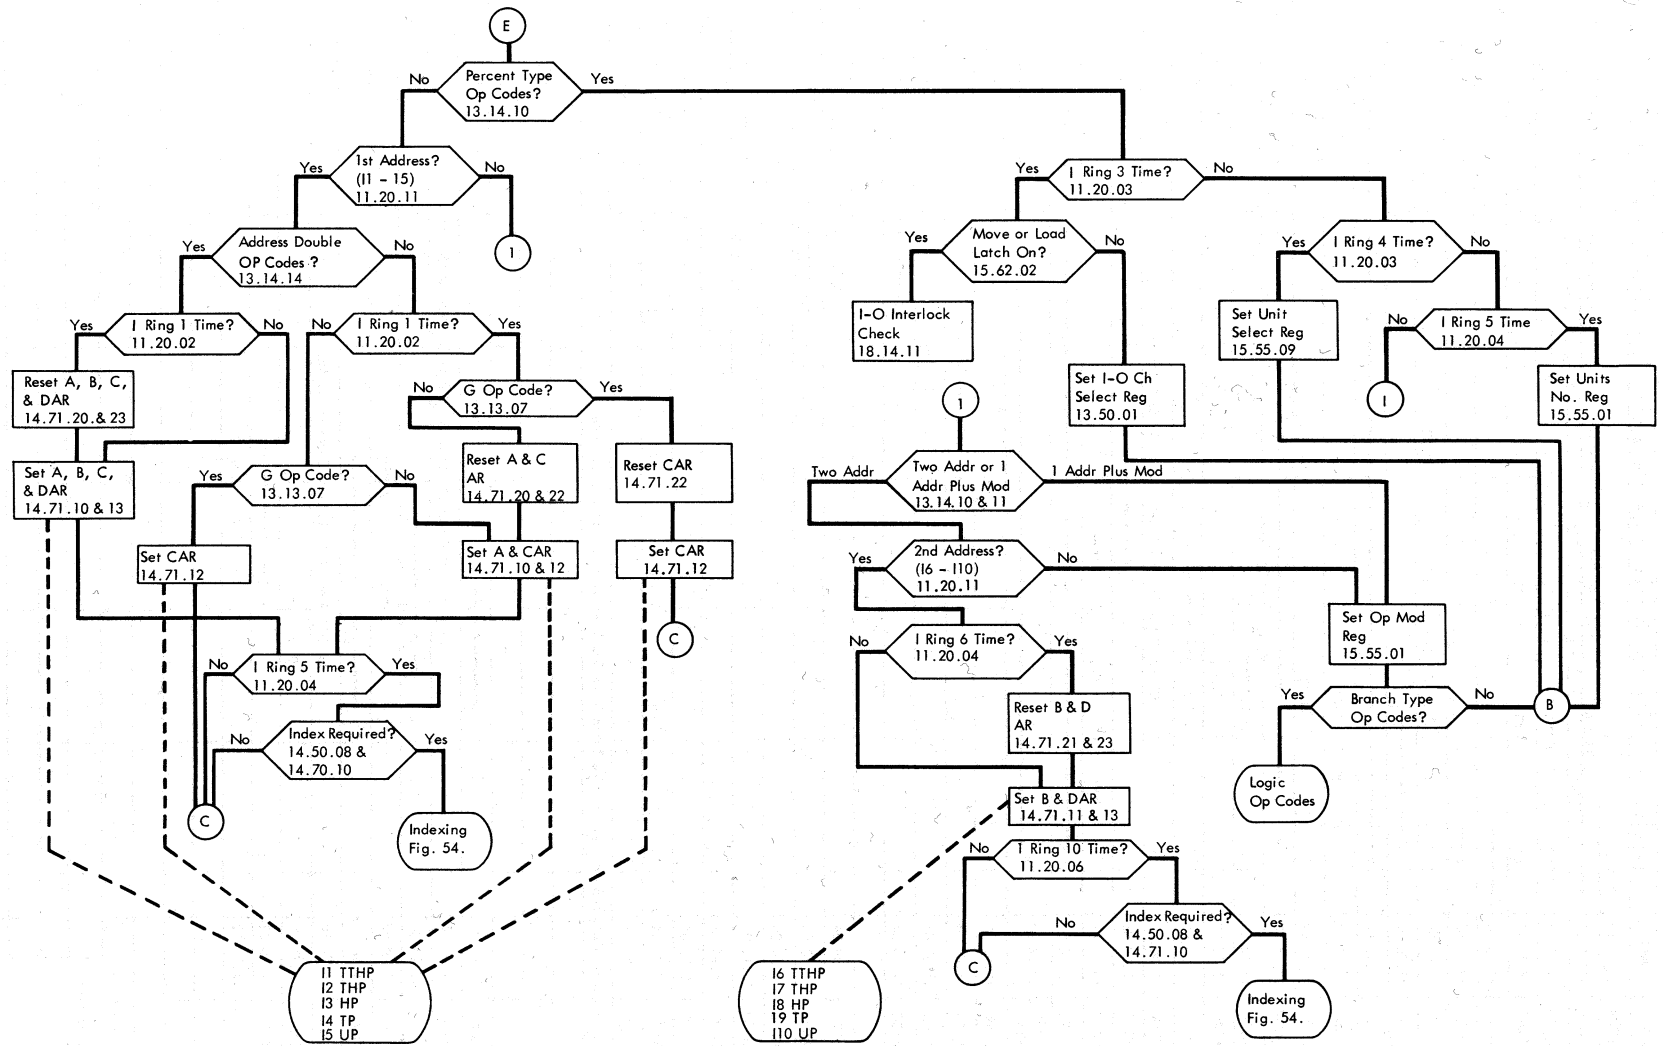 E
Percent Type
Op Codes?
13.14.10
No
Yes
1st Address?
(I1 - 15)
11.20.11
Yes
No
1
Address Double
OP Codes ?
13.14.14
Yes
No
I Ring 1 Time?
11.20.02
Yes
No
I Ring 1 Time?
11.20.02
No
Yes
Reset A, B, C,
& DAR
14.71.20.& 23
G Op Code?
13.13.07
No
Yes
Set A, B, C,
& DAR
14.71.10 & 13
G Op Code?
13.13.07
Yes
No
Reset A & C
AR
14.71.20 & 22
Reset CAR
14.71.22
Set CAR
14.71.12
Set A & CAR
14.71.10 & 12
Set CAR
14.71.12
C
I Ring 5 Time?
11.20.04
No
Yes
Index Required?
14.50.08 &
14.70.10
No
Yes
C
Indexing
Fig. 54.
I1 TTHP
I2 THP
I3 HP
I4 TP
I5 UP
I Ring 3 Time?
11.20.03
Yes
No
Move or Load
Latch On?
15.62.02
Yes
No
I Ring 4 Time?
11.20.03
Yes
No
I-O Interlock
Check
18.14.11
Set Unit
Select Reg
15.55.09
I Ring 5 Time
11.20.04
No
Yes
Set I-O Ch
Select Reg
13.50.01
I
Set Units
No. Reg
15.55.01
1
Two Addr or 1
Addr Plus Mod
13.14.10 & 11
Two Addr
1 Addr Plus Mod
2nd Address?
(I6 - I10)
11.20.11
Yes
No
Set Op Mod
Reg
15.55.01
I Ring 6 Time?
11.20.04
No
Yes
Branch Type
Op Codes?
Yes
No
B
Reset B & D
AR
14.71.21 & 23
Logic
Op Codes
Set B & DAR
14.71.11 & 13
1 Ring 10 Time?
11.20.06
No
Yes
Index Required?
14.50.08 &
14.71.10
No
Yes
C
Indexing
Fig. 54.
I6 TTHP
I7 THP
I8 HP
19 TP
I10 UP